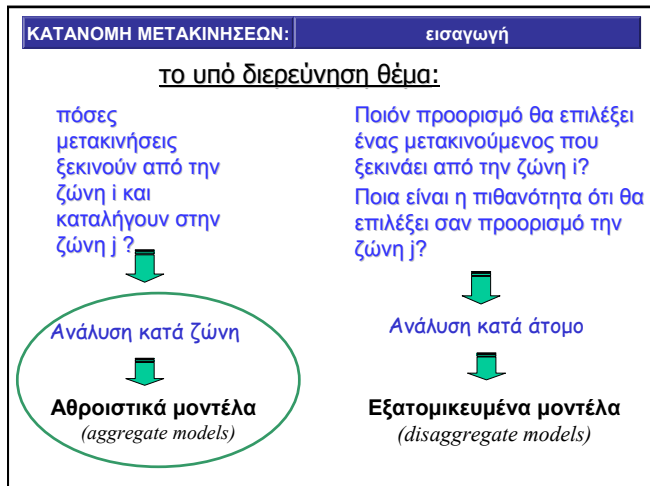 ΚΑΤΑΝΟΜΗ ΜΕΤΑΚΙΝΗΣΕΩΝ: εισαγωγή
το υπό διερεύνηση θέμα:
πόσες
μετακινήσεις
ξεκινούν από την
ζώνη i και
καταλήγουν στην
ζώνη j ?
Ανάλυση κατά ζώνη
Αθροιστικά μοντέλα
(aggregate models)
Ποιόν προορισμό θα επιλέξει
ένας μετακινούμενος που
ξεκινάει από την ζώνη i?
Ποια είναι η πιθανότητα ότι θα
επιλέξει σαν προορισμό την
ζώνη j?
Ανάλυση κατά άτομο
Εξατομικευμένα μοντέλα
(disaggregate models)